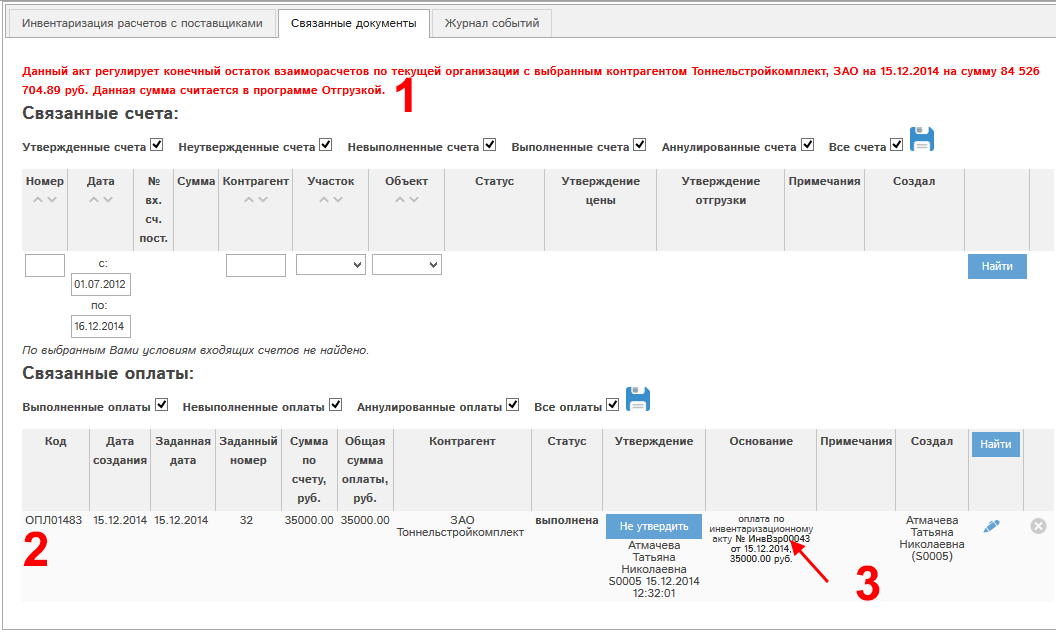 Инвентаризация расчетов с поставщиками Связанные документы Журнал событий
Данный акт регулирует конечный остаток взаиморасчетов по текущей организации с выбранным контрагентом Тоннельстройкомплект, ЗАО на 15.12.2014 на сумму 84 526
704.89 руб. Данная сумма считается в программе Отгрузкой.
1
Связанные счета:
Утвержденные счета Неутвержденные счета Невыполненные счета Выполненные счета Аннулированные счета Все счета
Номер Дата № Сумма Контрагент Участок Объект Статус Утверждение Утверждение Примечания Создал
вх. цены отгрузки
сч.
пост.
с: Найти
01.07.2012
по:
16.12.2014
По выбранным Вами условиям входящих счетов не найдено.
Связанные оплаты:
Выполненные оплаты Невыполненные оплаты Аннулированные оплаты Все оплаты
Код Дата Заданная Заданный Сумма Общая Контрагент Статус Утверждение Основание Примечания Создал Найти
создания дата номер по сумма
счету, оплаты,
руб. руб.
ОПЛ01483 15.12.2014 15.12.2014 32 35000.00 35000.00 ЗАО выполнена Не утвердить оплата по Атмачева
Тоннельстройкомплект инвентаризационному Татьяна
акту № ИнвВзр00043 Николаевна
от 15.12.2014, (S0005)
35000.00 руб.
Атмачева
Татьяна
Николаевна
S0005 15.12.2014
12:32:01
2
3